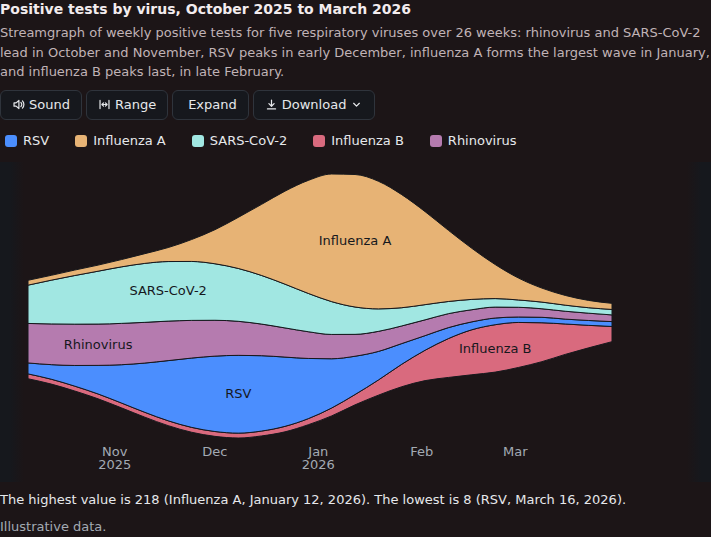 Positive tests by virus, October 2025 to March 2026
Streamgraph of weekly positive tests for five respiratory viruses over 26 weeks: rhinovirus and SARS-CoV-2
lead in October and November, RSV peaks in early December, influenza A forms the largest wave in January,
and influenza B peaks last, in late February.
Sound Range Expand Download
RSV Influenza A SARS-CoV-2 Influenza B Rhinovirus
Influenza A
SARS-CoV-2
Rhinovirus
Influenza B
RSV
Nov Dec Jan Feb Mar
2025 2026
The highest value is 218 (Influenza A, January 12, 2026). The lowest is 8 (RSV, March 16, 2026).
Illustrative data.